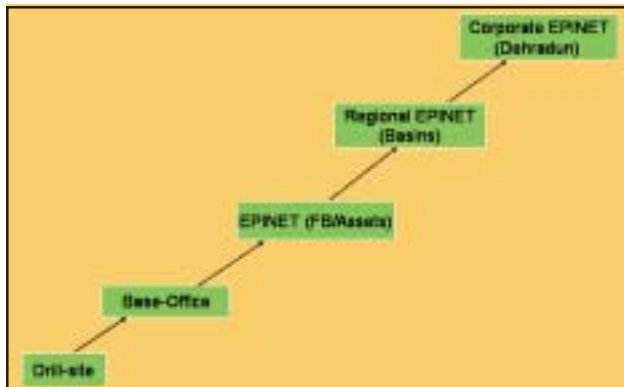 Corporate EPINET
(Dehradun)
Regional EPINET
(Basins)
EPINET (FB/Assets)
Base-Office
Drill-site